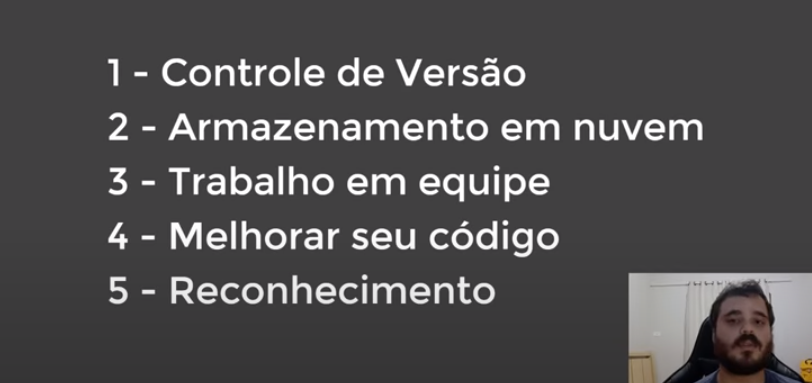 1 - Controle de Versão
2 - Armazenamento em nuvem
3 - Trabalho em equipe
4 - Melhorar seu código
5 - Reconhecimento